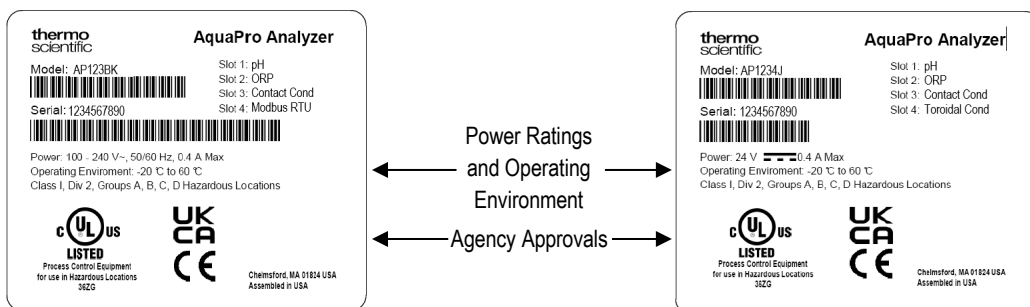 thermo
scientific
AquaPro Analyzer
Model: AP123BK
Serial: 1234567890
Slot 1: pH
Slot 2: ORP
Slot 3: Contact Cond
Slot 4: Modbus RTU
Power: 100 - 240 V~, 50/60 Hz, 0.4 A Max
Operating Enviroment: -20 ℃ to 60 ℃
Class I, Div 2, Groups A, B, C, D Hazardous Locations
C UL US
LISTED
Process Control Equipment
for use in Hazardous Locations
36ZG
UK
CA
CE
Chelmsford, MA 01824 USA
Assembled in USA
Power Ratings
and Operating
Environment
Agency Approvals
thermo
scientific
AquaPro Analyzer
Model: AP1234J
Serial: 1234567890
Slot 1: pH
Slot 2: ORP
Slot 3: Contact Cond
Slot 4: Toroidal Cond
Power: 24 V 0.4 A Max
Operating Enviroment: -20 ℃ to 60 ℃
Class I, Div 2, Groups A, B, C, D Hazardous Locations
C UL US
LISTED
Process Control Equipment
for use in Hazardous Locations
36ZG
UK
CA
CE
Chelmsford, MA 01824 USA
Assembled in USA